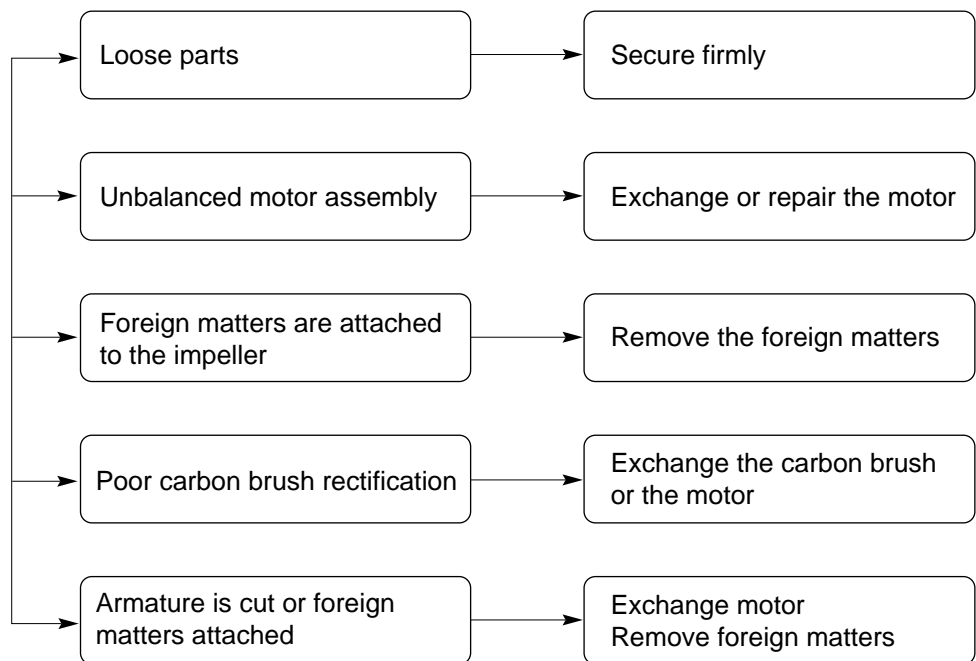 Loose parts
Secure firmly
Unbalanced motor assembly
Exchange or repair the motor
Foreign matters are attached
to the impeller
Remove the foreign matters
Poor carbon brush rectification
Exchange the carbon brush
or the motor
Armature is cut or foreign
matters attached
Exchange motor
Remove foreign matters